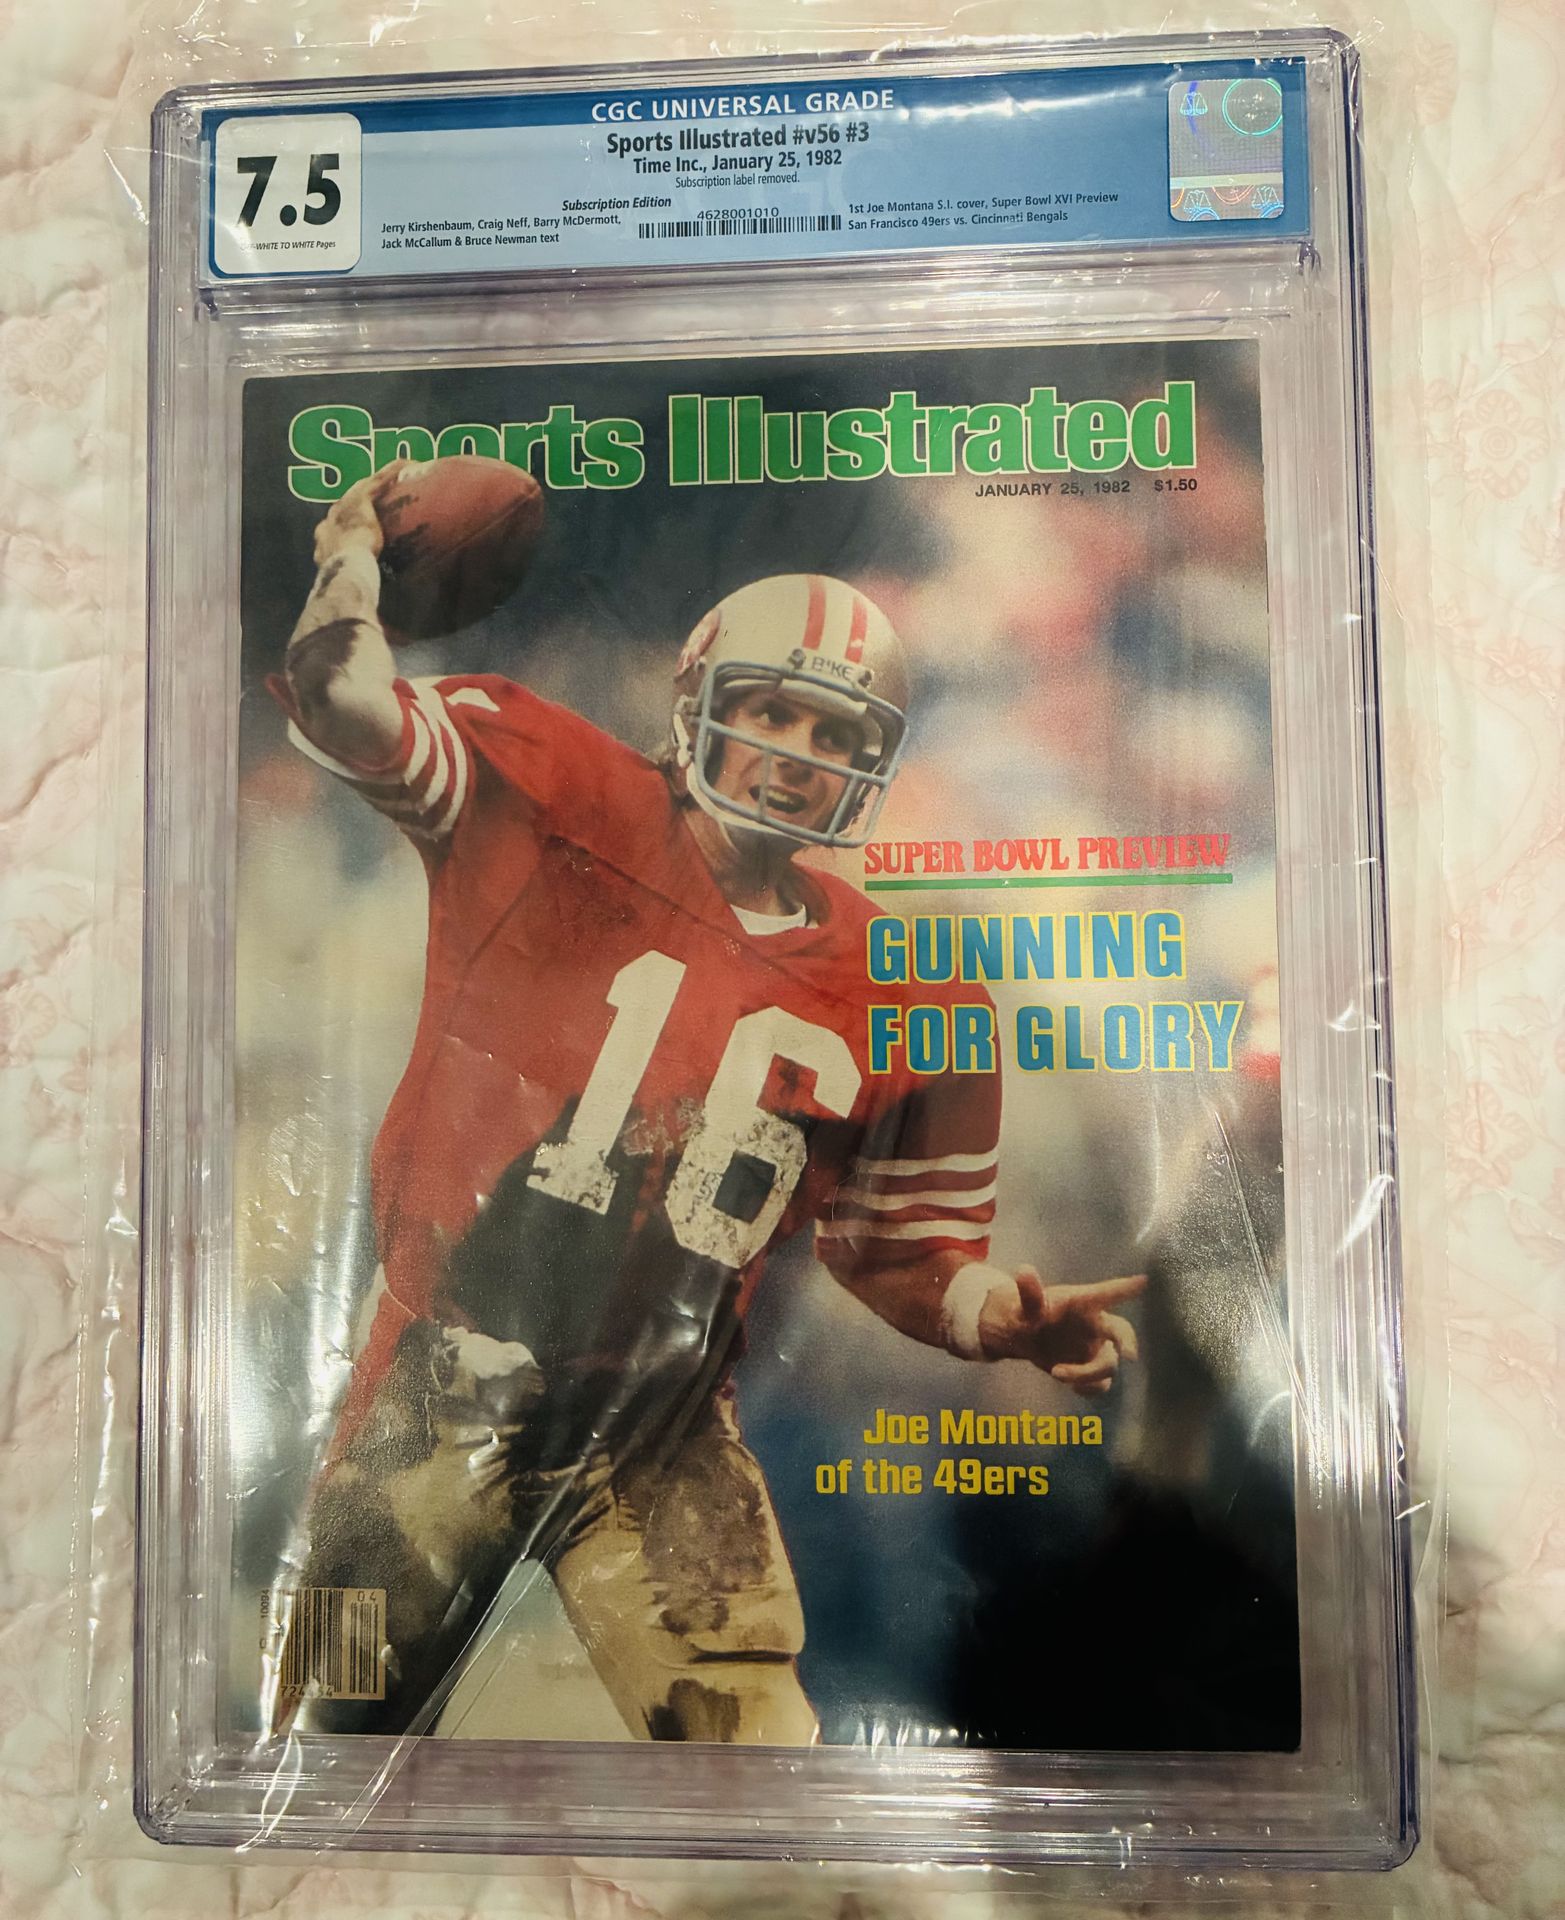 CGC UNIVERSAL GRADE
Sports Illustrated #v56 #3
Time Inc., January 25, 1982
Subscription label removed.
7.5
OFF-WHITE TO WHITE Pages
Subscription Edition
Jerry Kirshenbaum, Craig Neff, Barry McDermott,
Jack McCallum & Bruce Newman text
4628001010
1st Joe Montana S.I. cover, Super Bowl XVI Preview
San Francisco 49ers vs. Cincinnati Bengals
Sports Illustrated
JANUARY 25, 1982 $1.50
BIKE
SUPER BOWL PREVIEW
GUNNING
FOR GLORY
16
Joe Montana
of the 49ers
04